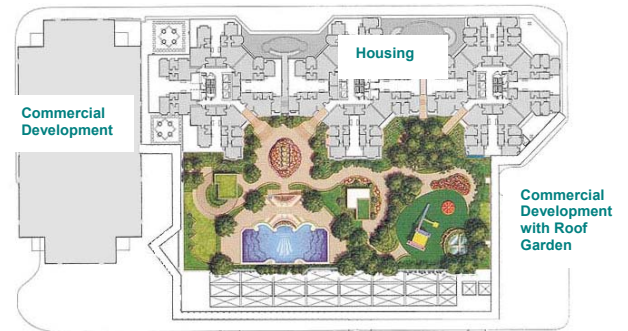 Housing
Commercial
Development
Commercial
Development
with Roof
Garden